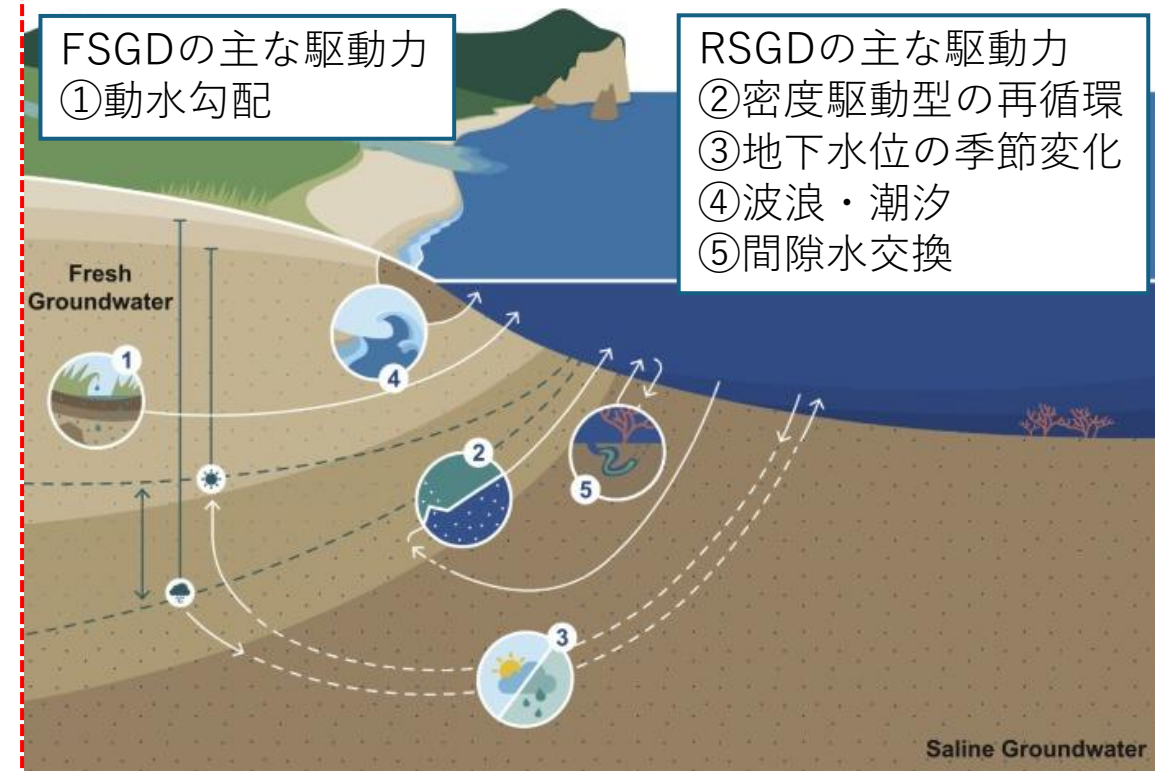 FSGDの主な駆動力
①動水勾配
RSGDの主な駆動力
②密度駆動型の再循環
③地下水位の季節変化
④波浪・潮汐
⑤間隙水交換
Fresh
Groundwater
1
4
2
5
3
Saline Groundwater